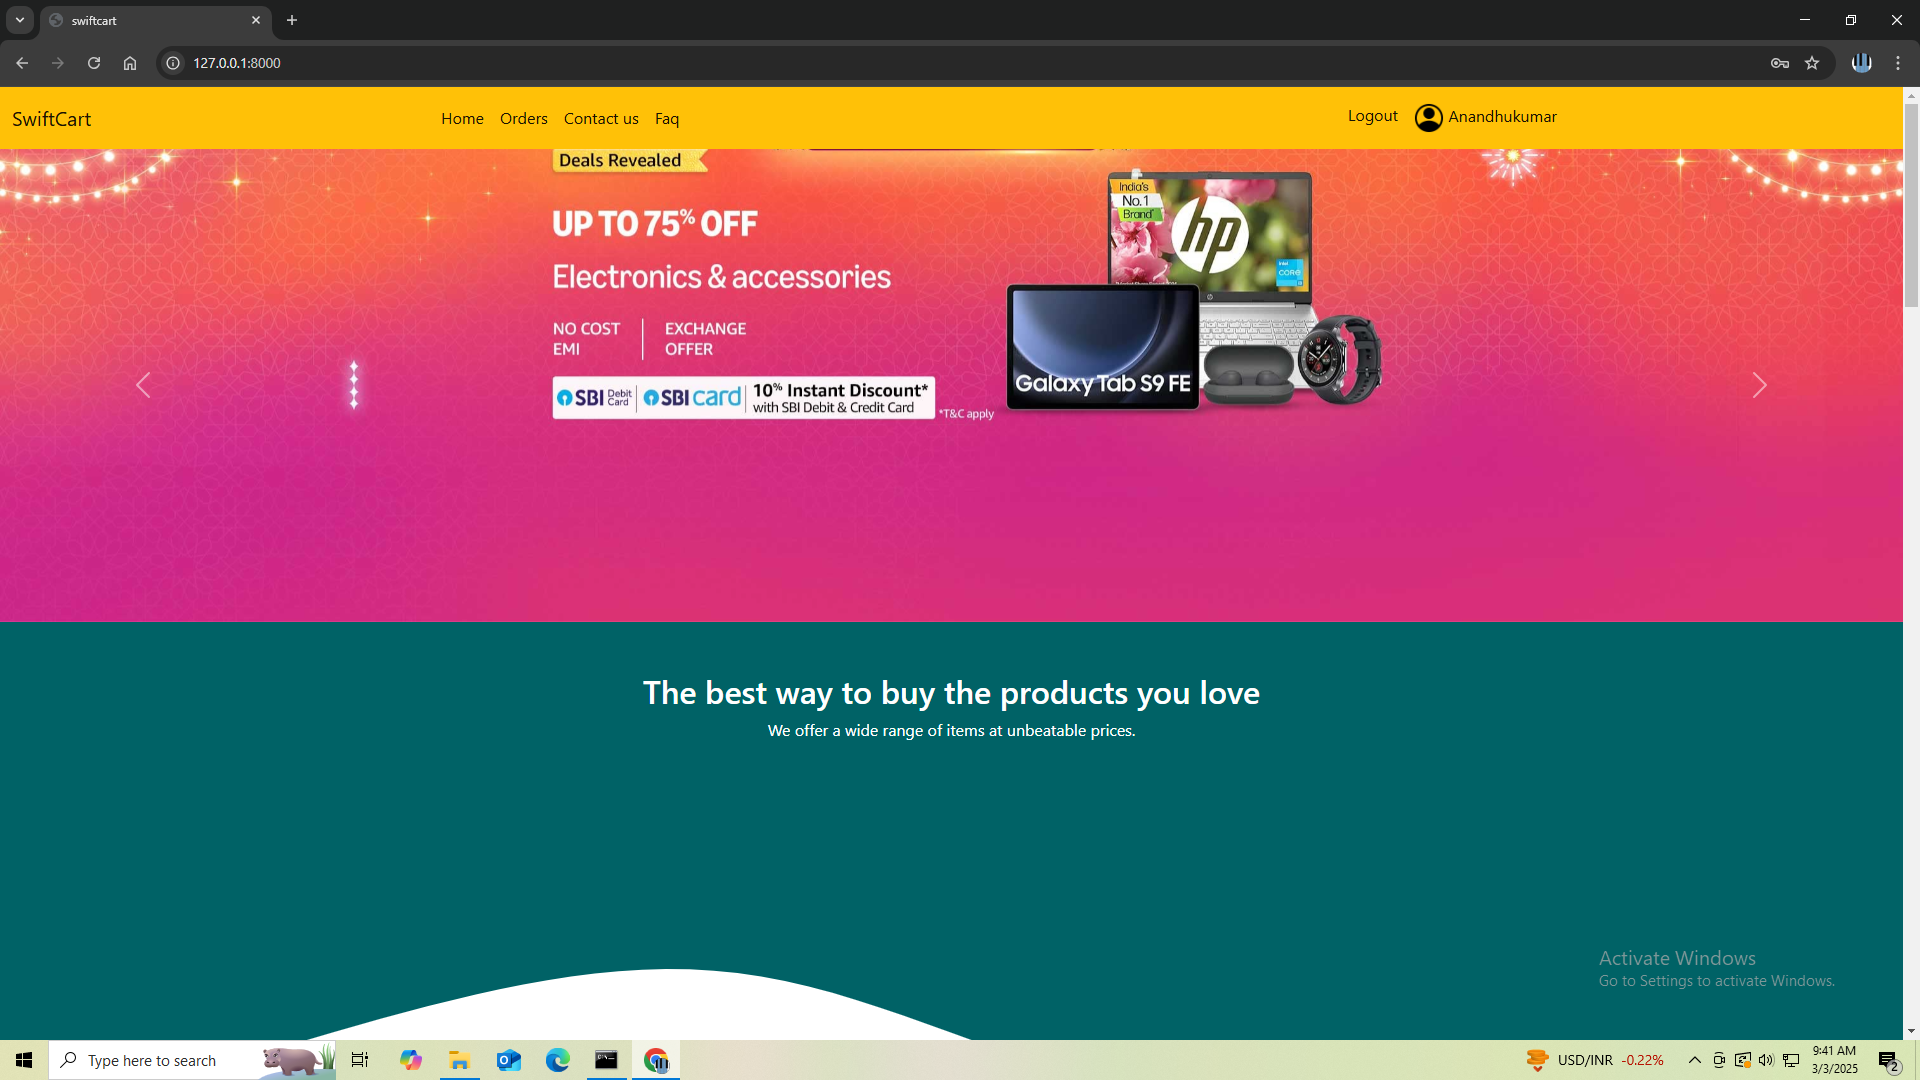 swiftcart
127.0.0.1:8000
SwiftCart
Home Orders Contact us Faq
Logout Anandhukumar
Deals Revealed
UP TO 75% OFF
Electronics & accessories
NO COST EMI
EXCHANGE OFFER
SBI Debit Card
SBI card
10% Instant Discount*
with SBI Debit & Credit Card
*T&C apply
India's
No.1
Brand*
hp
intel
CORE
Galaxy Tab S9 FE
The best way to buy the products you love
We offer a wide range of items at unbeatable prices.
Activate Windows
Go to Settings to activate Windows.
Type here to search
USD/INR -0.22%
9:41 AM
3/3/2025
2